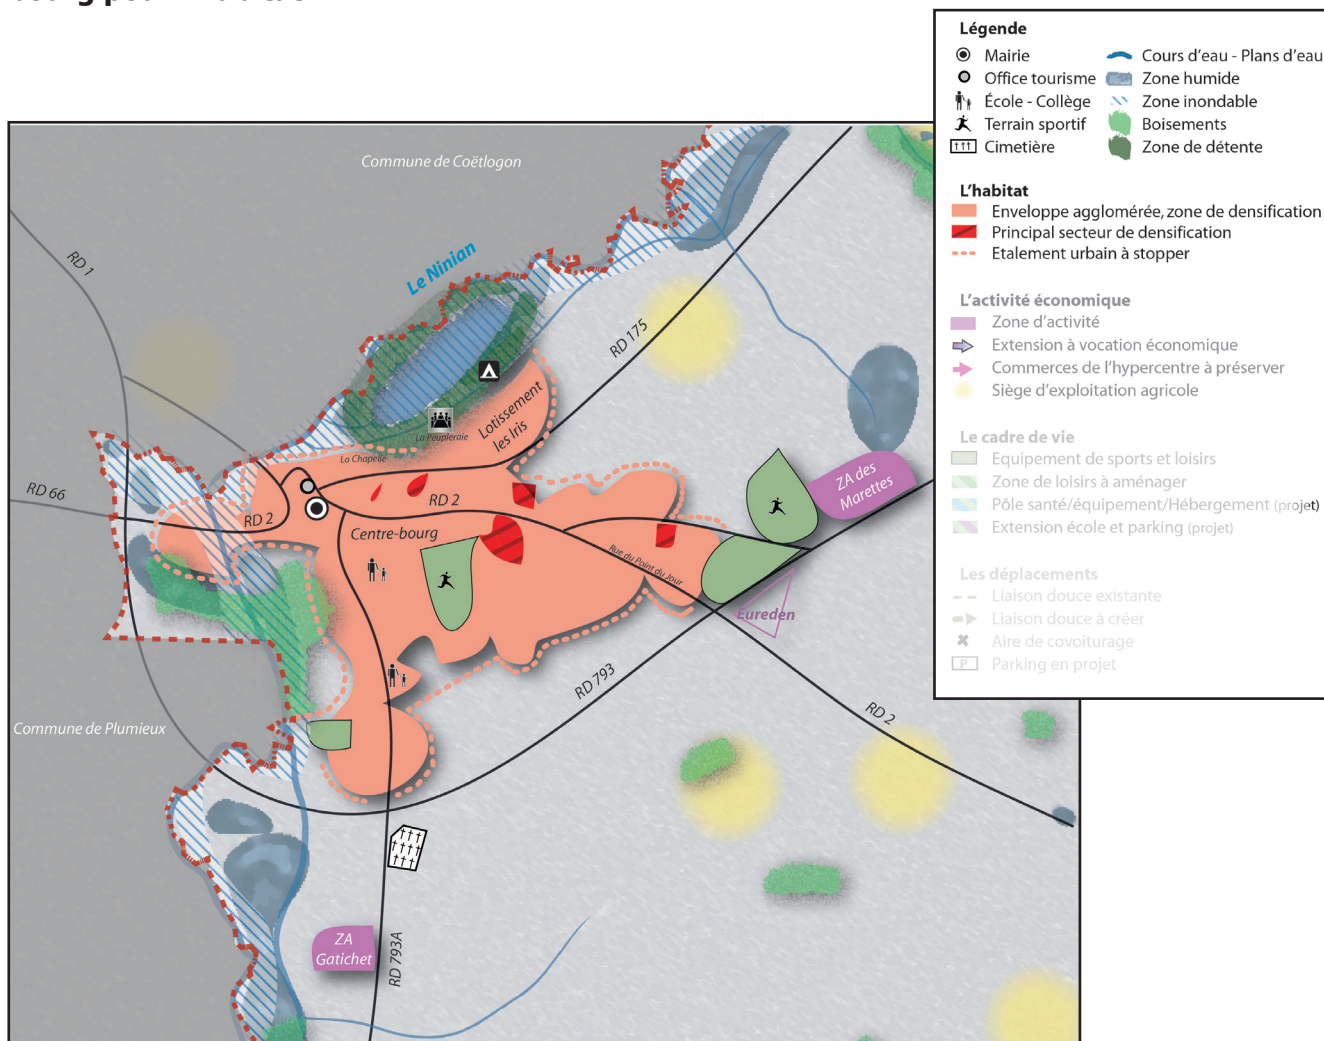 Légende
Mairie
Office tourisme
École - Collège
Terrain sportif
Cimetière
Cours d'eau - Plans d'eau
Zone humide
Zone inondable
Boisements
Zone de détente
L'habitat
Enveloppe agglomérée, zone de densification
Principal secteur de densification
Etalement urbain à stopper
L'activité économique
Zone d'activité
Extension à vocation économique
Commerces de l'hypercentre à préserver
Siège d'exploitation agricole
Le cadre de vie
Equipement de sports et loisirs
Zone de loisirs à aménager
Pôle santé/équipement/Hébergement (projet)
Extension école et parking (projet)
Les déplacements
Liaison douce existante
Liaison douce à créer
Aire de covoiturage
P
Parking en projet
Commune de Coëtlogon
RD 1
Le Ninian
RD 175
Lotissement
les Iris
La Peupleraie
La Chapelle
RD 66
RD 2
RD 2
Centre-bourg
ZA des
Marettes
Rue du Point du Jour
Eureden
RD 793
RD 2
Commune de Plumieux
ZA
Gatichet
RD 793A